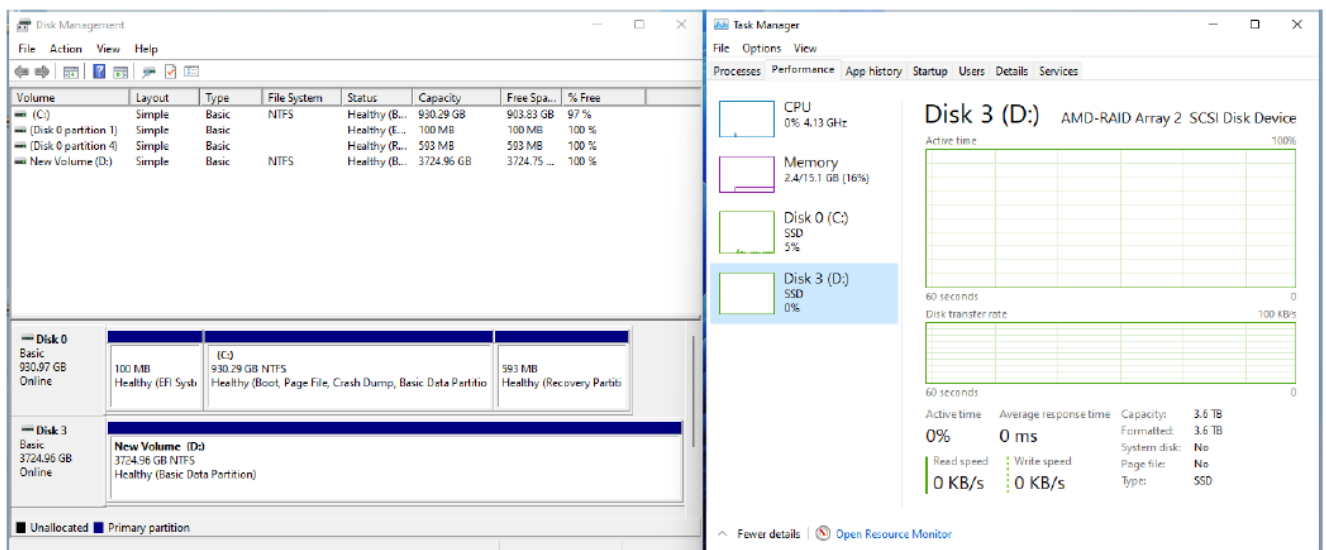 Disk Management
File Action View Help
Volume Layout Type File System Status Capacity Free Spa... % Free
(C:) Simple Basic NTFS Healthy (B... 930.29 GB 903.83 GB 97 %
(Disk 0 partition 1) Simple Basic Healthy (E... 100 MB 100 MB 100 %
(Disk 0 partition 4) Simple Basic Healthy (R... 593 MB 593 MB 100 %
New Volume (D:) Simple Basic NTFS Healthy (B... 3724.96 GB 3724.75 ... 100 %
Disk 0
Basic
930.97 GB
Online
100 MB
Healthy (EFI Syst
(C:)
930.29 GB NTFS
Healthy (Boot, Page File, Crash Dump, Basic Data Partitio
593 MB
Healthy (Recovery Partiti
Disk 3
Basic
3724.96 GB
Online
New Volume (D:)
3724.96 GB NTFS
Healthy (Basic Data Partition)
Unallocated Primary partition
Task Manager
File Options View
Processes Performance App history Startup Users Details Services
CPU
0% 4.13 GHz
Memory
2.4/15.1 GB (16%)
Disk 0 (C:)
SSD
5%
Disk 3 (D:)
SSD
0%
Disk 3 (D:) AMD-RAID Array 2 SCSI Disk Device
Active time 100%
60 seconds 0
Disk transfer rate 100 KB/s
60 seconds 0
Active time Average response time
0% 0 ms
Read speed Write speed
0 KB/s 0 KB/s
Capacity: 3.6 TB
Formatted: 3.6 TB
System disk: No
Page file: No
Type: SSD
Fewer details Open Resource Monitor